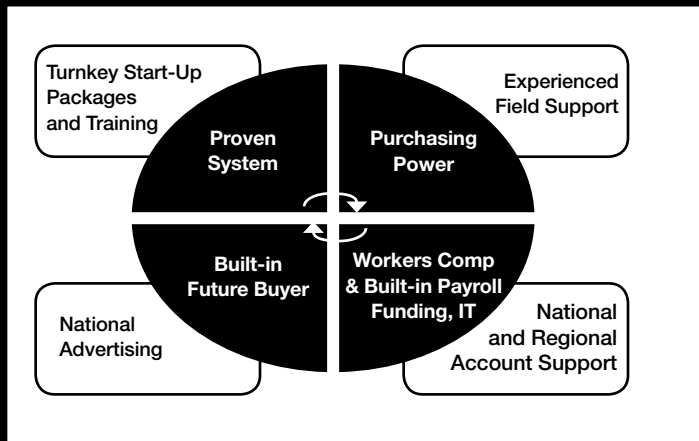 Turnkey Start-Up
Packages
and Training
Proven
System
Purchasing
Power
Experienced
Field Support
Built-in
Future Buyer
Workers Comp
& Built-in Payroll
Funding, IT
National
Advertising
National
and Regional
Account Support